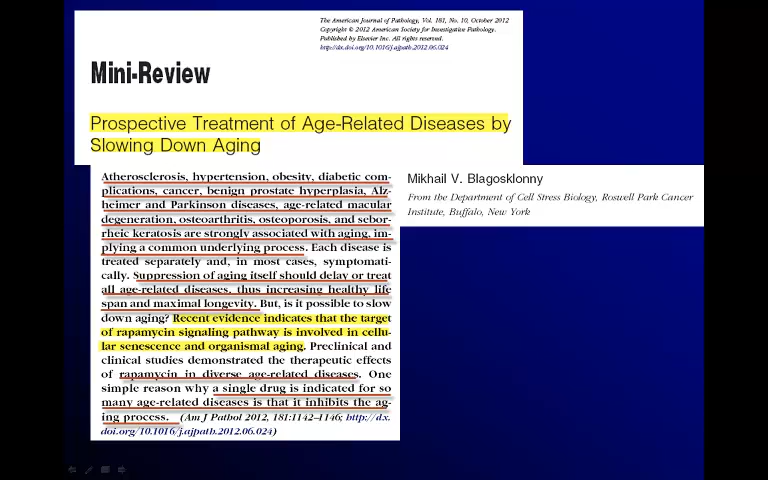 The American Journal of Pathology, Vol. 181, No. 10, October 2012
Copyright © 2012 American Society for Investigative Pathology.
Published by Elsevier Inc. All rights reserved.
http://dx.doi.org/10.1016/j.ajpath.2012.06.024
Mini-Review
Prospective Treatment of Age-Related Diseases by
Slowing Down Aging
Mikhail V. Blagosklonny
From the Department of Cell Stress Biology, Roswell Park Cancer
Institute, Buffalo, New York
Atherosclerosis, hypertension, obesity, diabetic com-
plications, cancer, benign prostate hyperplasia, Alz-
heimer and Parkinson diseases, age-related macular
degeneration, osteoarthritis, osteoporosis, and sebor-
rheic keratosis are strongly associated with aging, im-
plying a common underlying process. Each disease is
treated separately and, in most cases, symptomati-
cally. Suppression of aging itself should delay or treat
all age-related diseases, thus increasing healthy life
span and maximal longevity. But, is it possible to slow
down aging? Recent evidence indicates that the target
of rapamycin signaling pathway is involved in cellu-
lar senescence and organismal aging. Preclinical and
clinical studies demonstrated the therapeutic effects
of rapamycin in diverse age-related diseases. One
simple reason why a single drug is indicated for so
many age-related diseases is that it inhibits the ag-
ing process. (Am J Pathol 2012, 181:1142–1146; http://dx.
doi.org/10.1016/j.ajpath.2012.06.024)